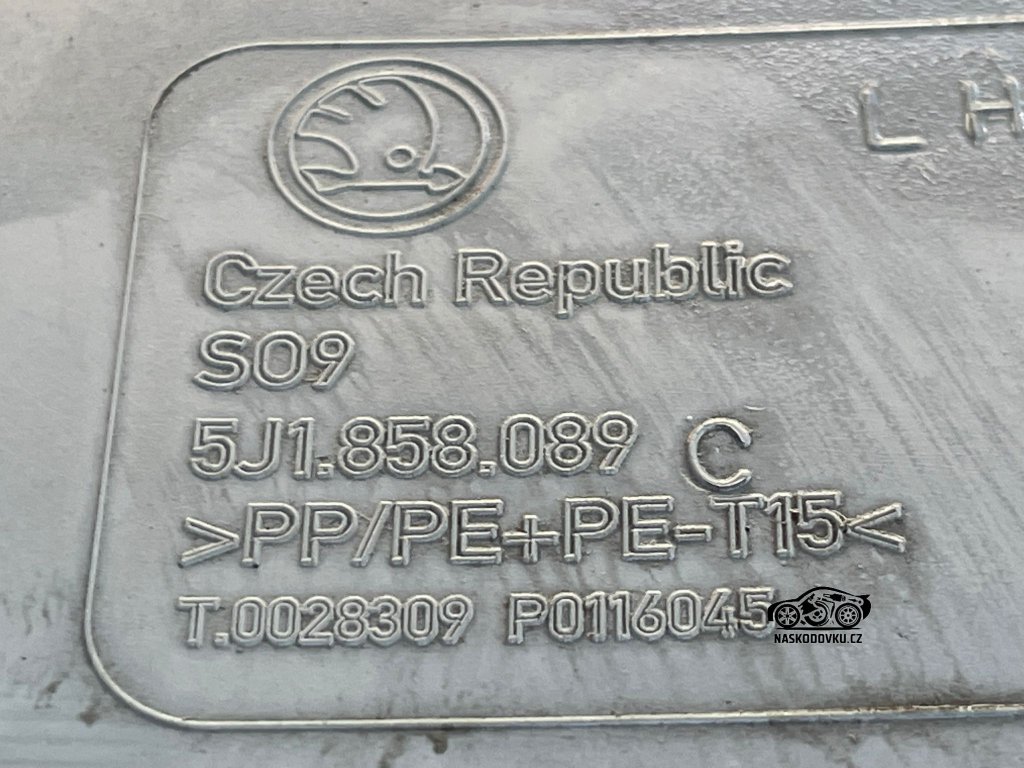 L H
Czech Republic
S09
5J1.858.089 C
>PP/PE+PE-T15<
T.0028309 P0116045
NASKODOVKU.CZ